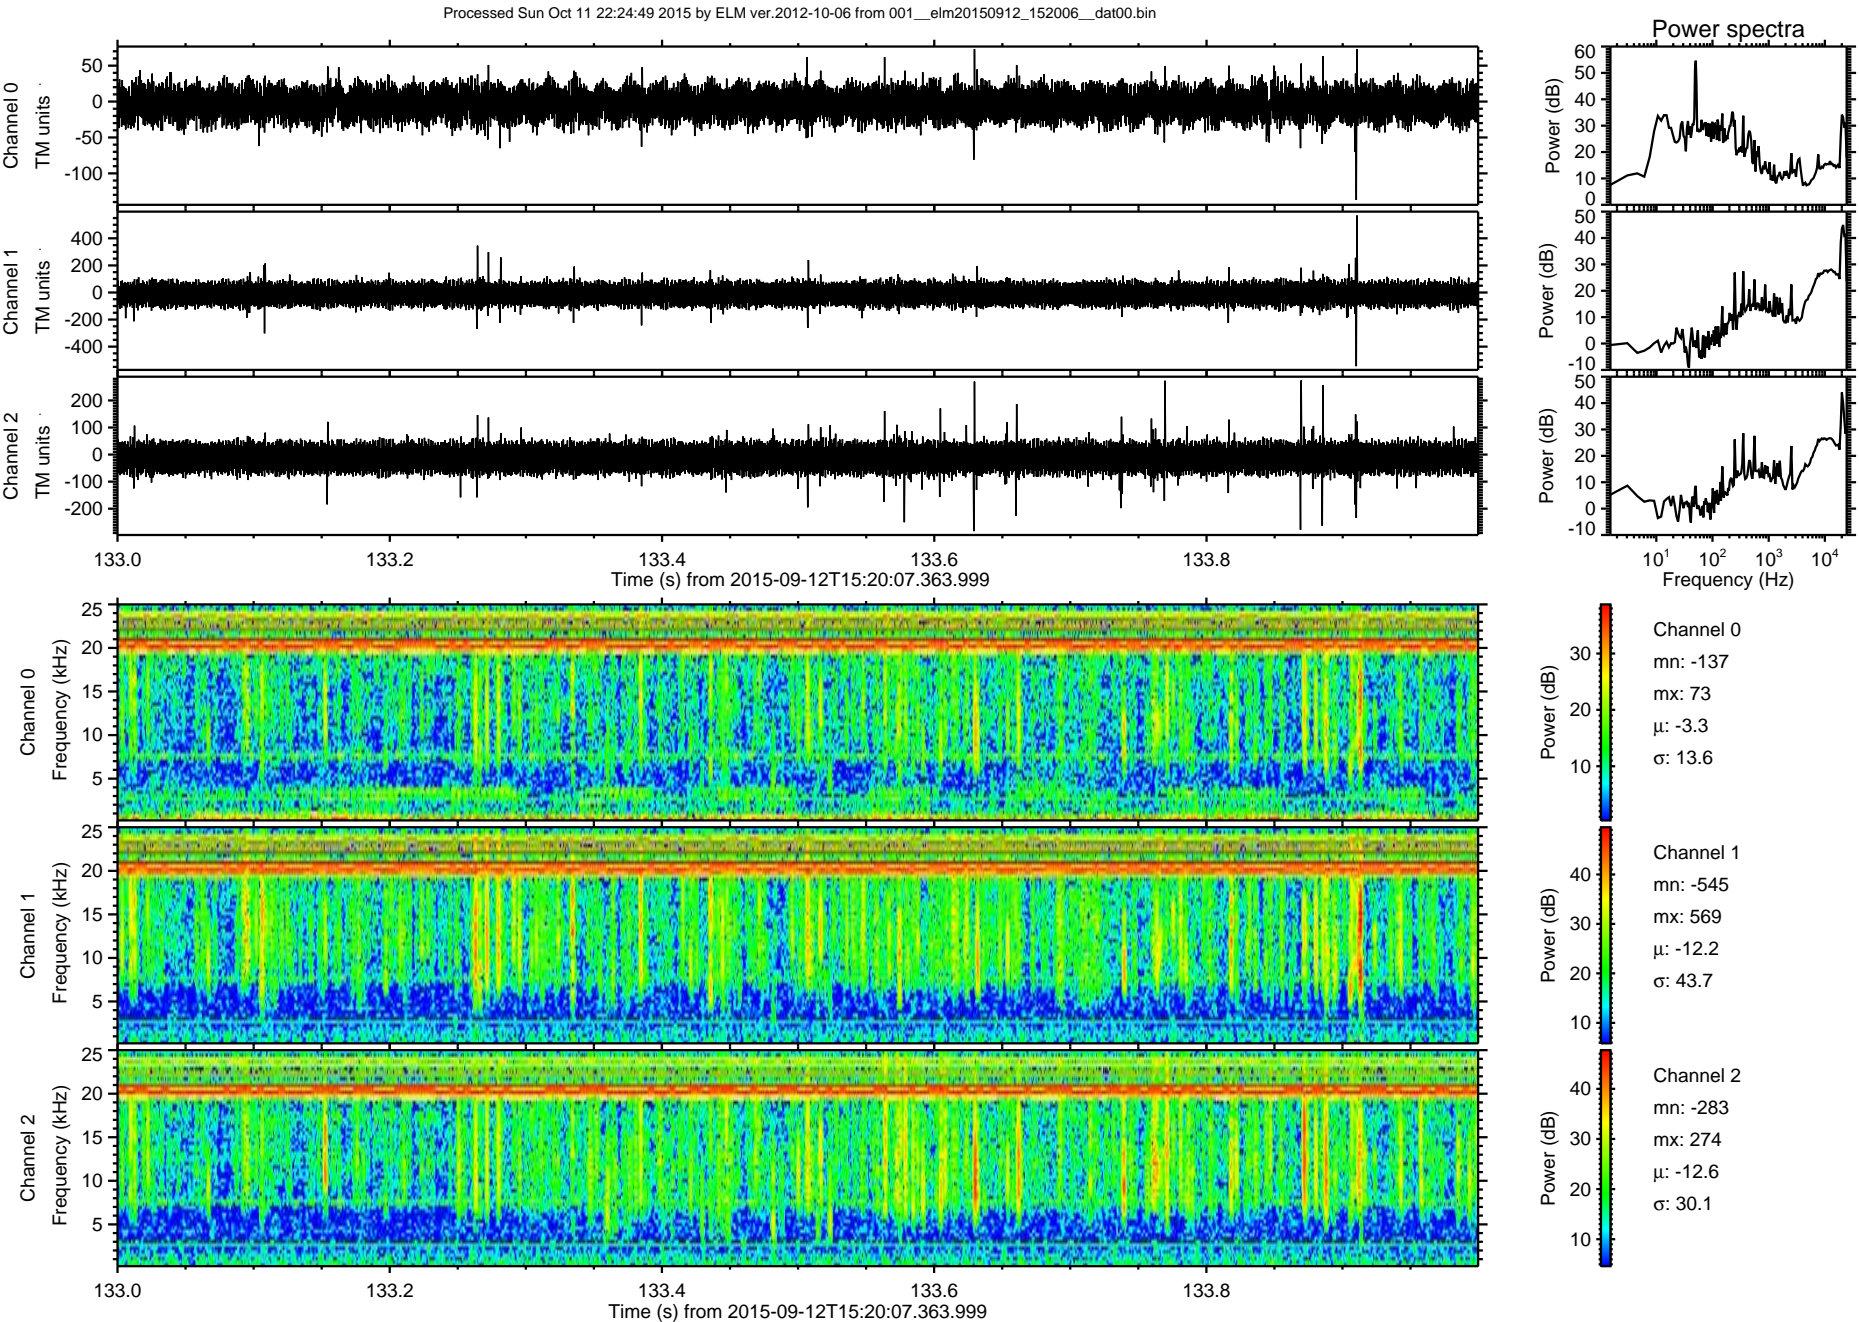 Processed Sun Oct 11 22:24:49 2015 by ELM ver.2012-10-06 from 001__elm20150912_152006__dat00.bin
Power spectra
Channel 0
TM units
50
0
-50
-100
Power (dB)
60
50
40
30
20
10
0
Channel 1
TM units
400
200
0
-200
-400
Power (dB)
50
40
30
20
10
0
-10
Channel 2
TM units
200
100
0
-100
-200
Power (dB)
50
40
30
20
10
0
-10
133.0 133.2 133.4 133.6 133.8
Time (s) from 2015-09-12T15:20:07.363.999
10^1 10^2 10^3 10^4
Frequency (Hz)
Channel 0
Frequency (kHz)
25
20
15
10
5
Power (dB)
30
20
10
Channel 0
mn: -137
mx: 73
μ: -3.3
σ: 13.6
Channel 1
Frequency (kHz)
25
20
15
10
5
Power (dB)
40
30
20
10
Channel 1
mn: -545
mx: 569
μ: -12.2
σ: 43.7
Channel 2
Frequency (kHz)
25
20
15
10
5
Power (dB)
40
30
20
10
Channel 2
mn: -283
mx: 274
μ: -12.6
σ: 30.1
133.0 133.2 133.4 133.6 133.8
Time (s) from 2015-09-12T15:20:07.363.999